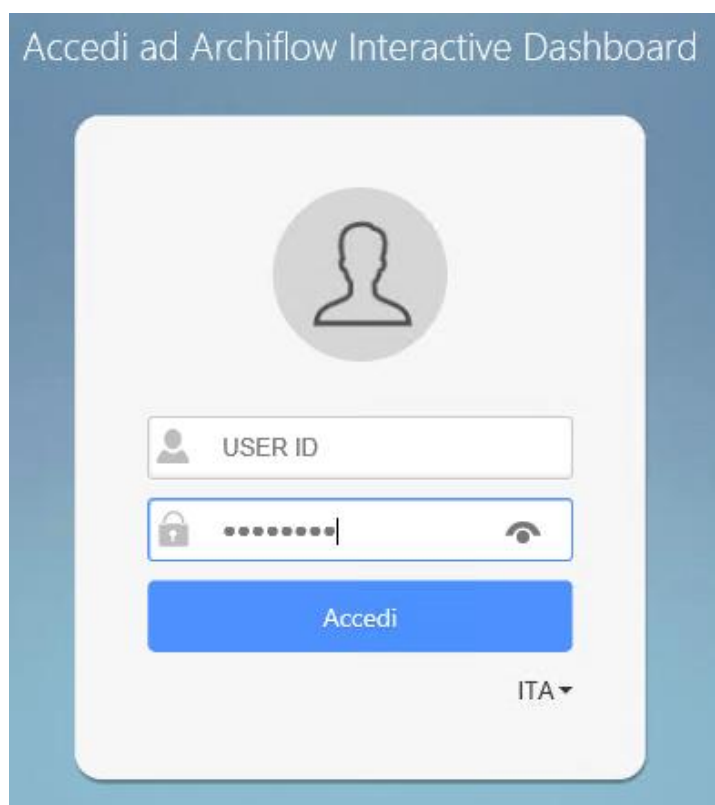 Accedi ad Archiflow Interactive Dashboard
USER ID
••••••••
Accedi
ITA